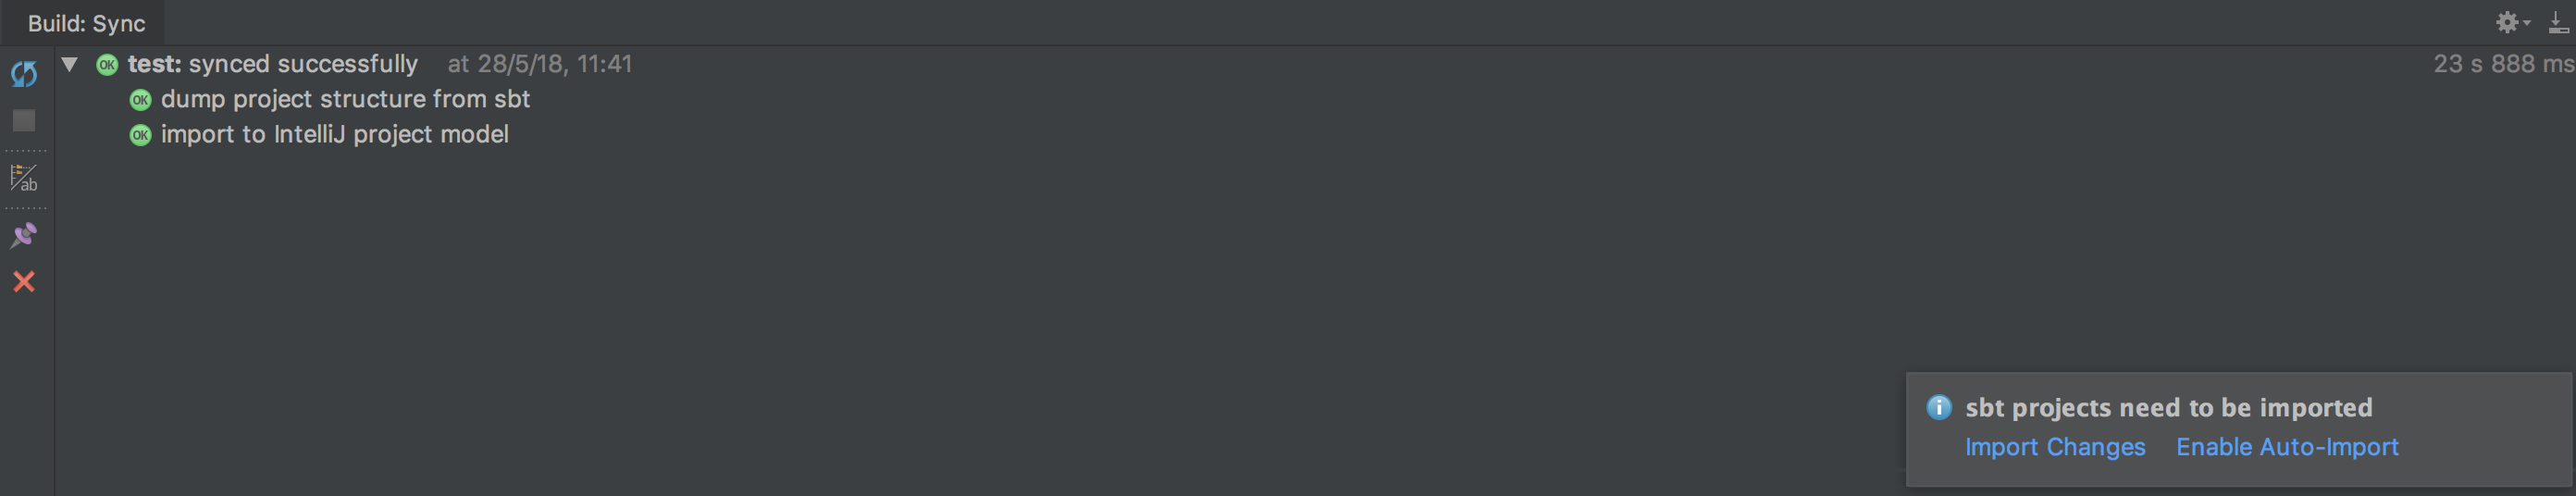 Build: Sync
OK test: synced successfully at 28/5/18, 11:41 23 s 888 ms
OK dump project structure from sbt
OK import to IntelliJ project model
ab
sbt projects need to be imported
Import Changes Enable Auto-Import